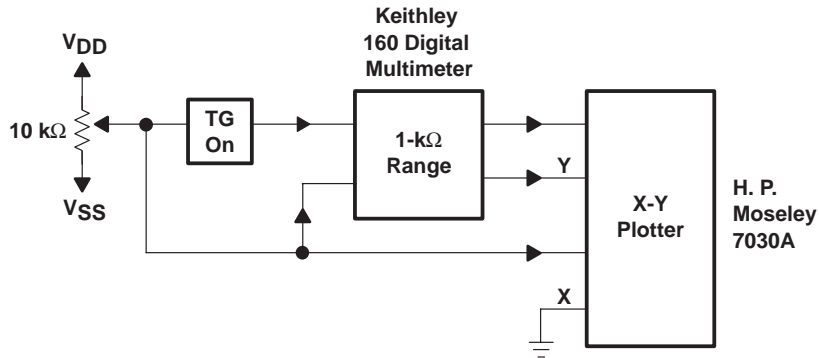 Keithley
160 Digital
Multimeter
VDD
10 kΩ
VSS
TG
On
1-kΩ
Range
Y
X
X-Y
Plotter
H. P.
Moseley
7030A